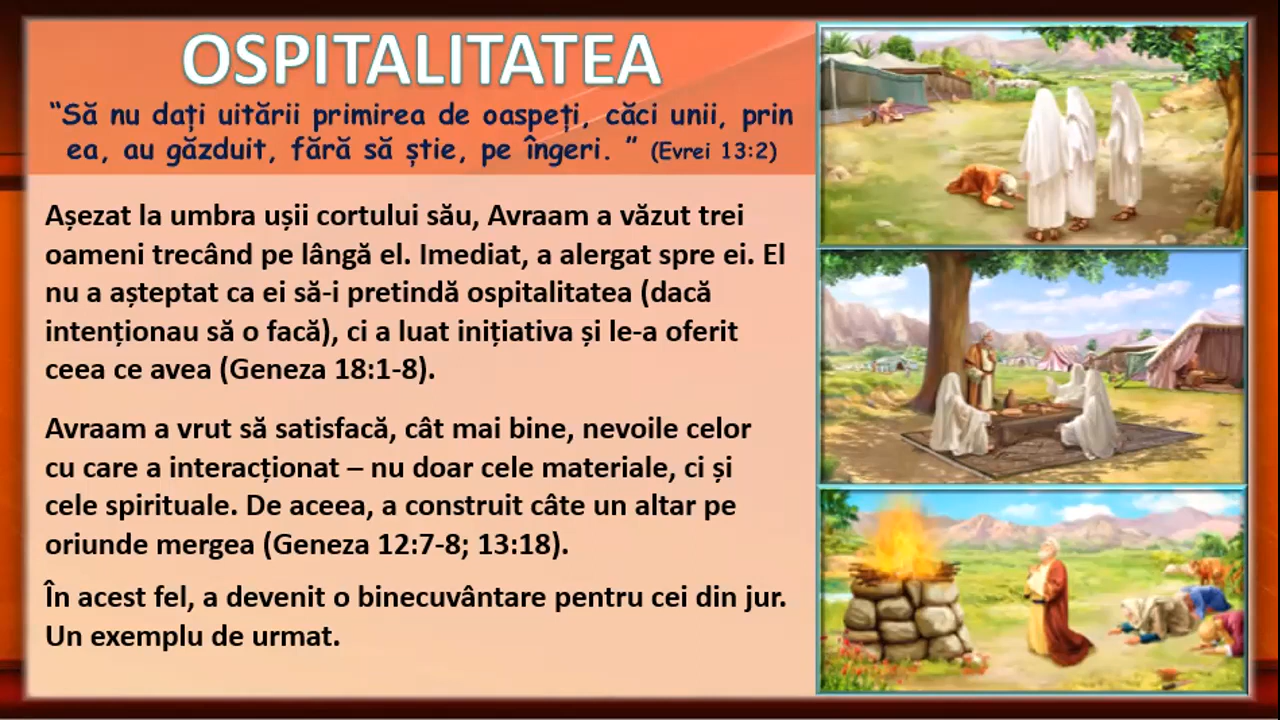 OSPITALITATEA
“Să nu dați uitării primirea de oaspeți, căci unii, prin
ea, au găzduit, fără să știe, pe îngeri. ” (Evrei 13:2)
Așezat la umbra ușii cortului său, Avraam a văzut trei
oameni trecând pe lângă el. Imediat, a alergat spre ei. El
nu a așteptat ca ei să-i pretindă ospitalitatea (dacă
intenționau să o facă), ci a luat inițiativa și le-a oferit
ceea ce avea (Geneza 18:1-8).
Avraam a vrut să satisfacă, cât mai bine, nevoile celor
cu care a interacționat – nu doar cele materiale, ci și
cele spirituale. De aceea, a construit câte un altar pe
oriunde mergea (Geneza 12:7-8; 13:18).
În acest fel, a devenit o binecuvântare pentru cei din jur.
Un exemplu de urmat.